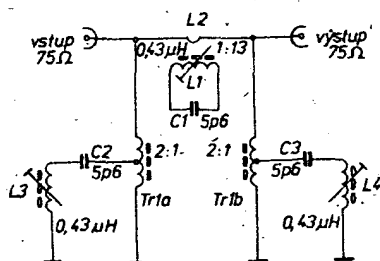 L2
vstup
75Ω
0,43μH
1:13
výstup
75Ω
L1
C1
5p6
C2
5p6
2:1
2:1
C3
5p6
L3
Tr1a
Tr1b
L4
0,43μH
0,43μH